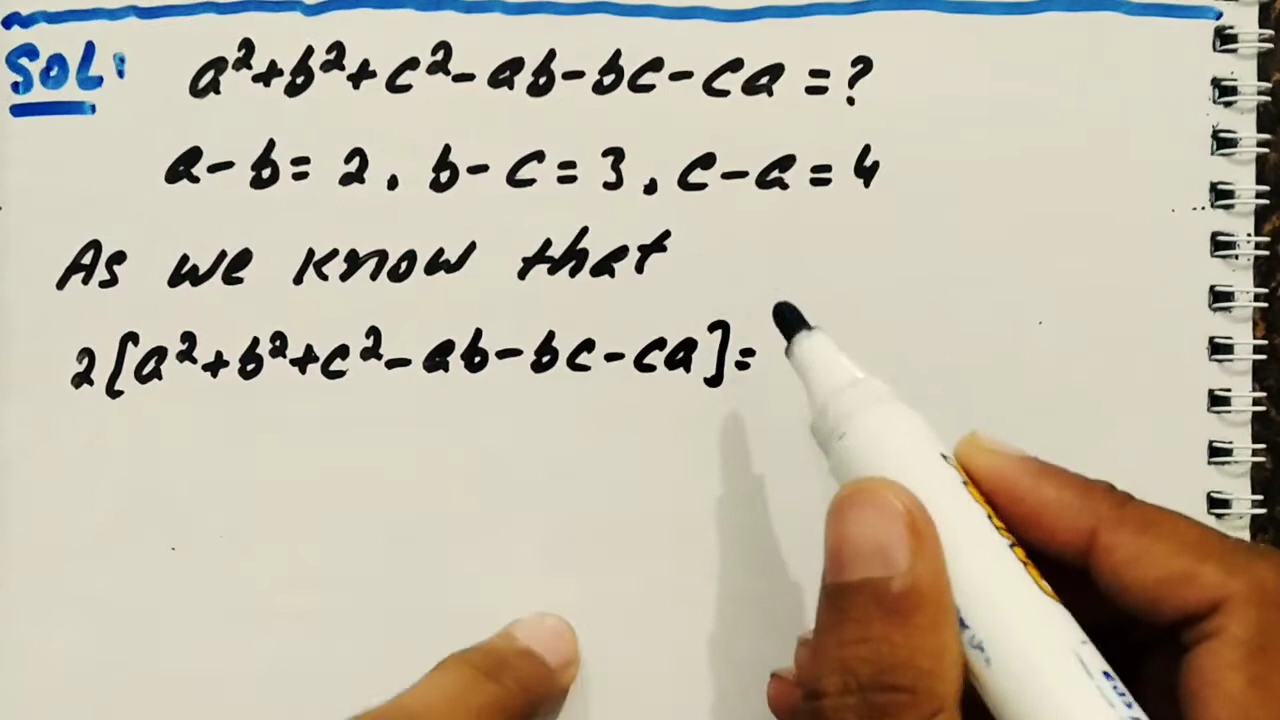 SOL: a²+b²+c²-ab-bc-ca=?
a-b=2, b-c=3, c-a=4
As we know that
2[a²+b²+c²-ab-bc-ca]=